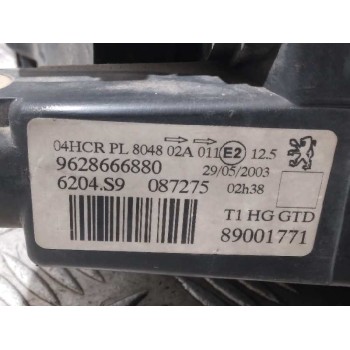 04HCR PL 8048 02A 011 E2 12.5
9628666880 29/05/2003
6204.S9 087275 02h38
T1 HG GTD
89001771